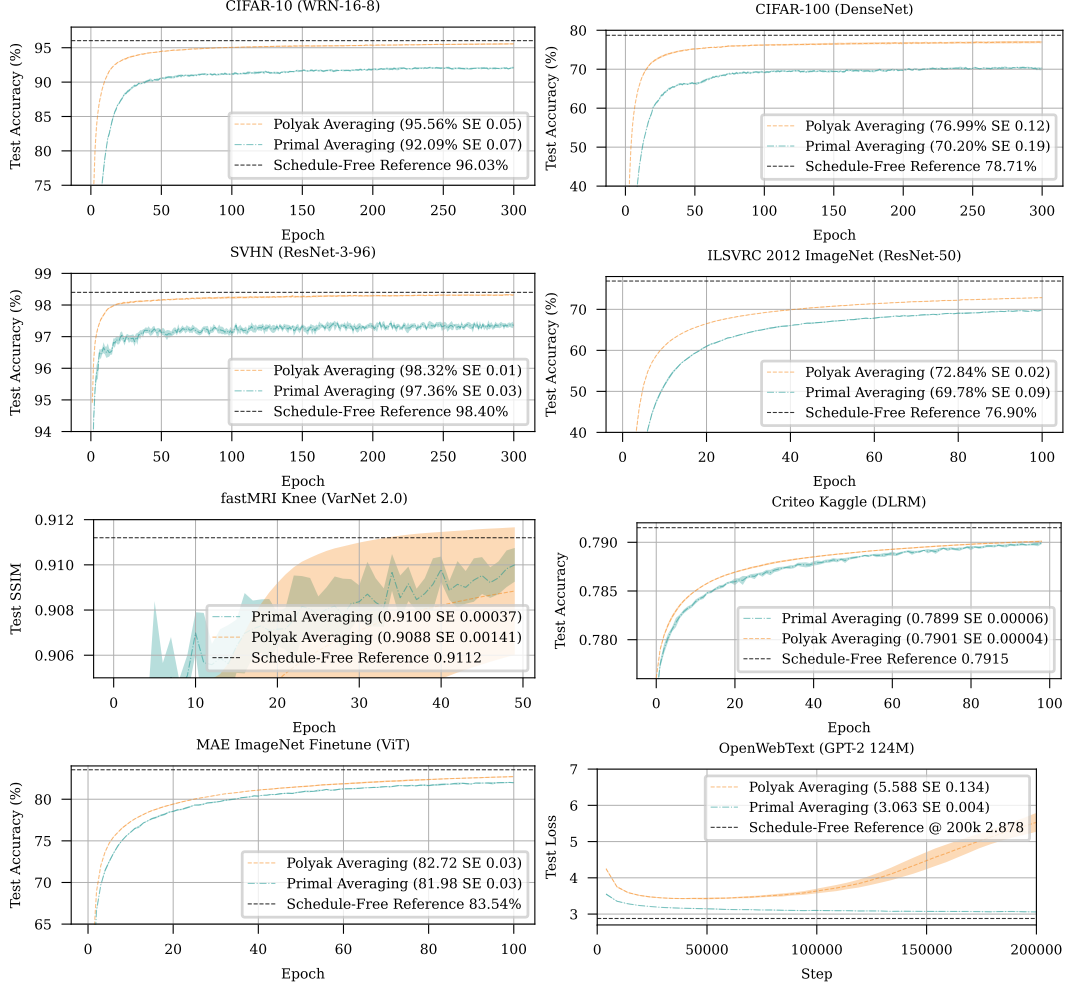 CIFAR-10 (WRN-16-8)
Test Accuracy (%)
95
90
85
80
75
Polyak Averaging (95.56% SE 0.05)
Primal Averaging (92.09% SE 0.07)
Schedule-Free Reference 96.03%
0 50 100 150 200 250 300
Epoch
CIFAR-100 (DenseNet)
Test Accuracy (%)
80
70
60
50
40
Polyak Averaging (76.99% SE 0.12)
Primal Averaging (70.20% SE 0.19)
Schedule-Free Reference 78.71%
0 50 100 150 200 250 300
Epoch
SVHN (ResNet-3-96)
Test Accuracy (%)
99
98
97
96
95
94
Polyak Averaging (98.32% SE 0.01)
Primal Averaging (97.36% SE 0.03)
Schedule-Free Reference 98.40%
0 50 100 150 200 250 300
Epoch
ILSVRC 2012 ImageNet (ResNet-50)
Test Accuracy (%)
70
60
50
40
Polyak Averaging (72.84% SE 0.02)
Primal Averaging (69.78% SE 0.09)
Schedule-Free Reference 76.90%
0 20 40 60 80 100
Epoch
fastMRI Knee (VarNet 2.0)
Test SSIM
0.912
0.910
0.908
0.906
Primal Averaging (0.9100 SE 0.00037)
Polyak Averaging (0.9088 SE 0.00141)
Schedule-Free Reference 0.9112
0 10 20 30 40 50
Epoch
Criteo Kaggle (DLRM)
Test Accuracy
0.790
0.785
0.780
Primal Averaging (0.7899 SE 0.00006)
Polyak Averaging (0.7901 SE 0.00004)
Schedule-Free Reference 0.7915
0 20 40 60 80 100
Epoch
MAE ImageNet Finetune (ViT)
Test Accuracy (%)
80
75
70
65
Polyak Averaging (82.72 SE 0.03)
Primal Averaging (81.98 SE 0.03)
Schedule-Free Reference 83.54%
0 20 40 60 80 100
Epoch
OpenWebText (GPT-2 124M)
Test Loss
7
6
5
4
3
Polyak Averaging (5.588 SE 0.134)
Primal Averaging (3.063 SE 0.004)
Schedule-Free Reference @ 200k 2.878
0 50000 100000 150000 200000
Step